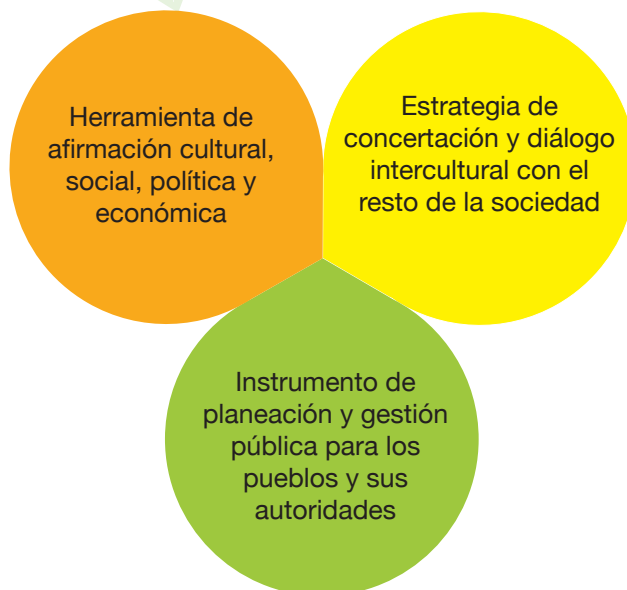 Herramienta de
afirmación cultural,
social, política y
económica
Estrategia de
concertación y diálogo
intercultural con el
resto de la sociedad
Instrumento de
planeación y gestión
pública para los
pueblos y sus
autoridades